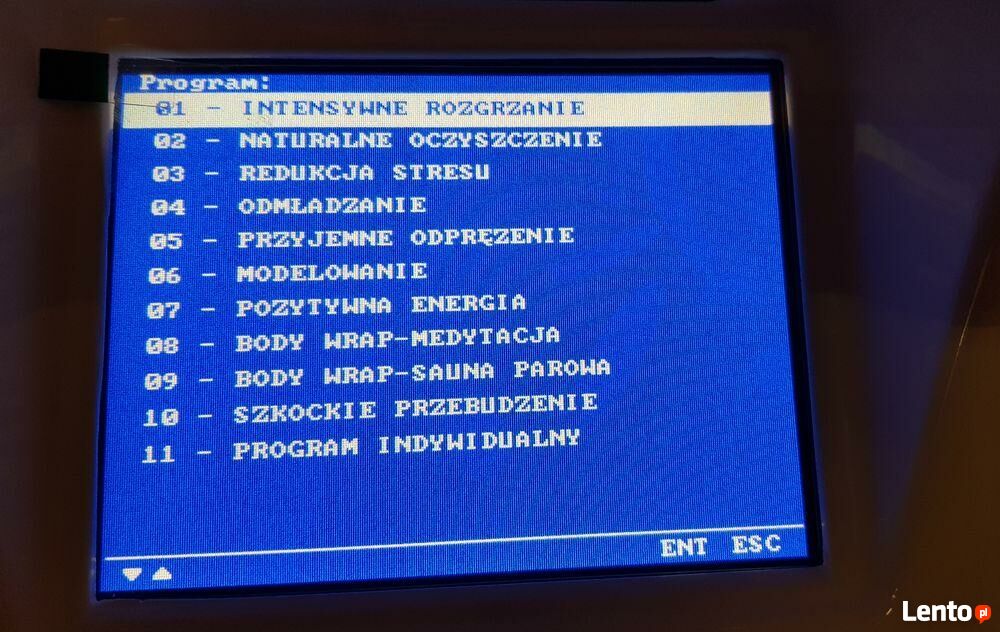 Program:
01 - INTENSYWNE ROZGRZANIE
02 - NATURALNE OCZYSZCZENIE
03 - REDUKCJA STRESU
04 - ODMŁADZANIE
05 - PRZYJEMNE ODPRĘZENIE
06 - MODELOWANIE
07 - POZYTYWNA ENERGIA
08 - BODY WRAP-MEDYTACJA
09 - BODY WRAP-SAUNA PAROWA
10 - SZKOCKIE PRZEBUDZENIE
11 - PROGRAM INDYWIDUALNY
ENT ESC
Lento pl